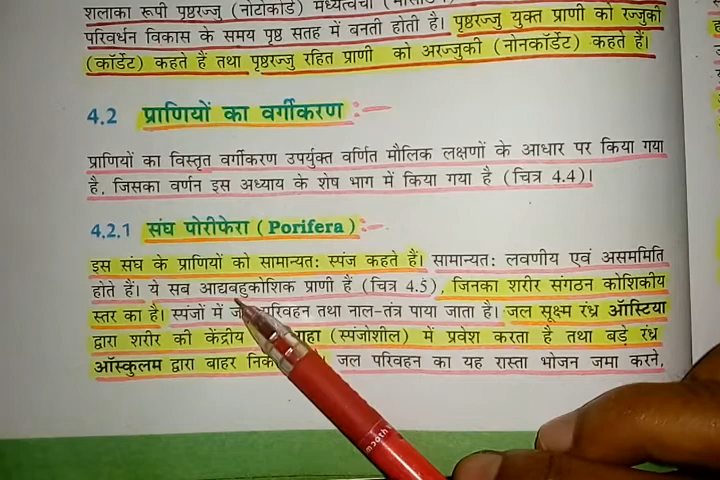 शलाका रूपी पृष्ठरज्जु (नोटोकॉर्ड) मध्यत्वचा
परिवर्धन विकास के समय पृष्ठ सतह में बनती होती है। पृष्ठरज्जु युक्त प्राणी को रज्जुकी
(कॉर्डेट) कहते हैं तथा पृष्ठरज्जु रहित प्राणी को अरज्जुकी (नोनकॉर्डेट) कहते हैं।
4.2 प्राणियों का वर्गीकरण :-
प्राणियों का विस्तृत वर्गीकरण उपर्युक्त वर्णित मौलिक लक्षणों के आधार पर किया गया
है, जिसका वर्णन इस अध्याय के शेष भाग में किया गया है (चित्र 4.4)।
4.2.1 संघ पोरीफेरा (Porifera) :-
इस संघ के प्राणियों को सामान्यत: स्पंज कहते हैं। सामान्यत: लवणीय एवं असममिति
होते हैं। ये सब आद्यबहुकोशिक प्राणी हैं (चित्र 4.5), जिनका शरीर संगठन कोशिकीय
स्तर का है। स्पंजों में परिवहन तथा नाल-तंत्र पाया जाता है। जल सूक्ष्म रंध्र ऑस्टिया
द्वारा शरीर की केंद्रीय (स्पंजोशील) में प्रवेश करता है तथा बड़े रंध्र
ऑस्कुलम द्वारा बाहर जल परिवहन का यह रास्ता भोजन जमा करने,
smooth